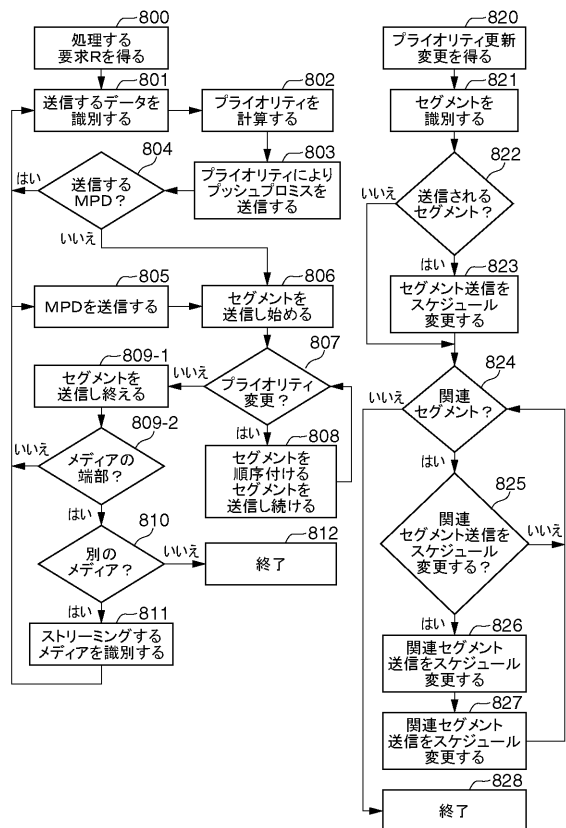 800
処理する
要求Rを得る
801
送信するデータを
識別する
802
プライオリティを
計算する
803
プライオリティにより
プッシュプロミスを
送信する
804
送信する
MPD?
はい
いいえ
805
MPDを送信する
806
セグメントを
送信し始める
807
プライオリティ
変更?
いいえ
はい
808
セグメントを
順序付ける
セグメントを
送信し続ける
809-1
セグメントを
送信し終える
809-2
メディアの
端部?
いいえ
はい
810
別の
メディア?
いいえ
はい
812
終了
811
ストリーミングする
メディアを識別する
820
プライオリティ更新
変更を得る
821
セグメントを
識別する
822
送信される
セグメント?
いいえ
はい
823
セグメント送信を
スケジュール
変更する
824
関連
セグメント?
いいえ
はい
825
関連
セグメント送信を
スケジュール
変更する?
いいえ
はい
826
関連セグメント
送信をスケジュール
変更する
827
関連セグメント
送信をスケジュール
変更する
828
終了